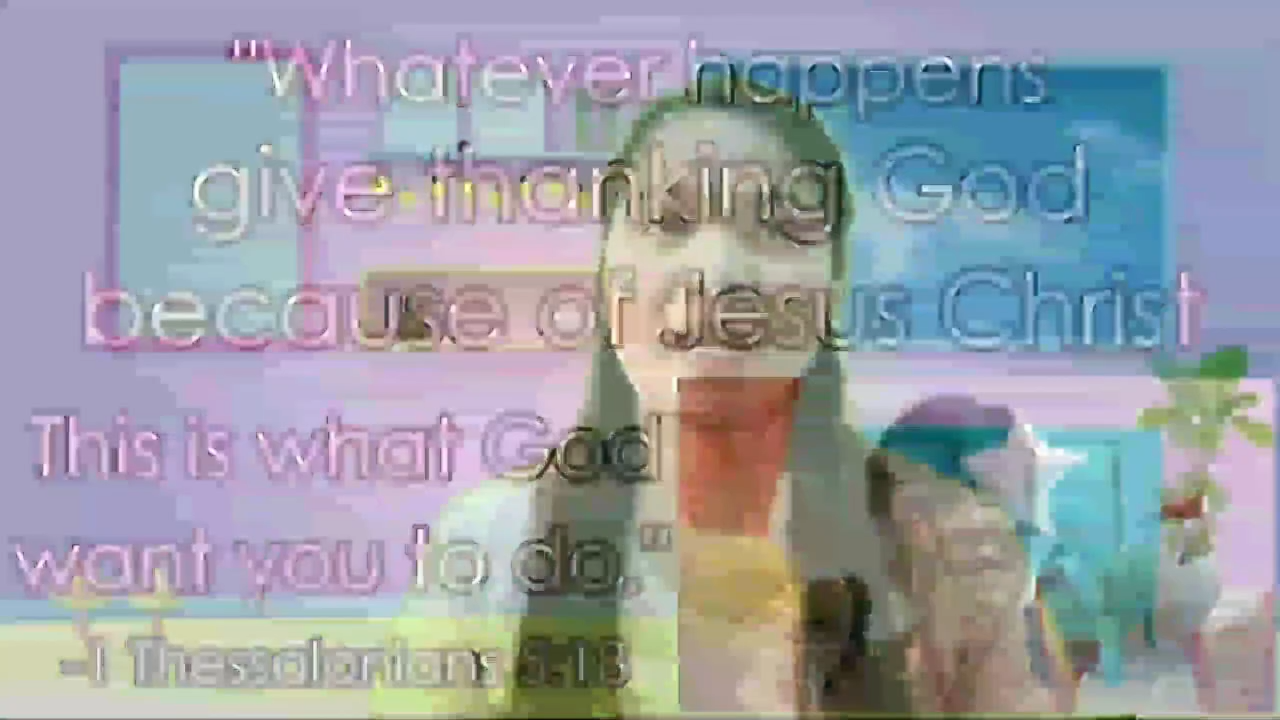 "Whatever happens
give thanking God
because of Jesus Christ
This is what God
want you to do."
-1 Thessalonians 5:13